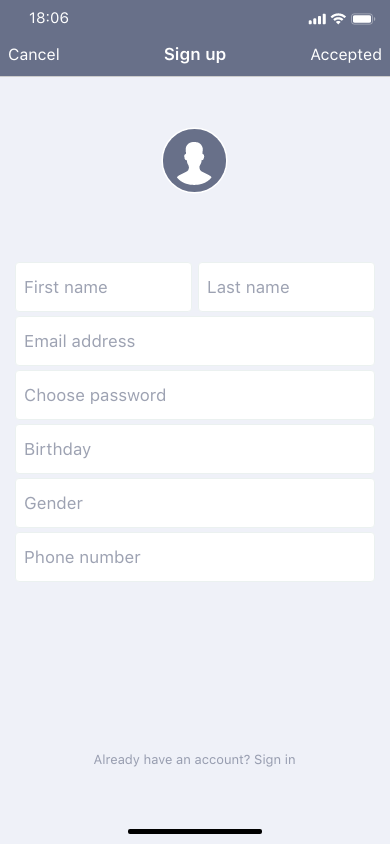 18:06
Cancel Sign up Accepted
First name Last name
Email address
Choose password
Birthday
Gender
Phone number
Already have an account? Sign in